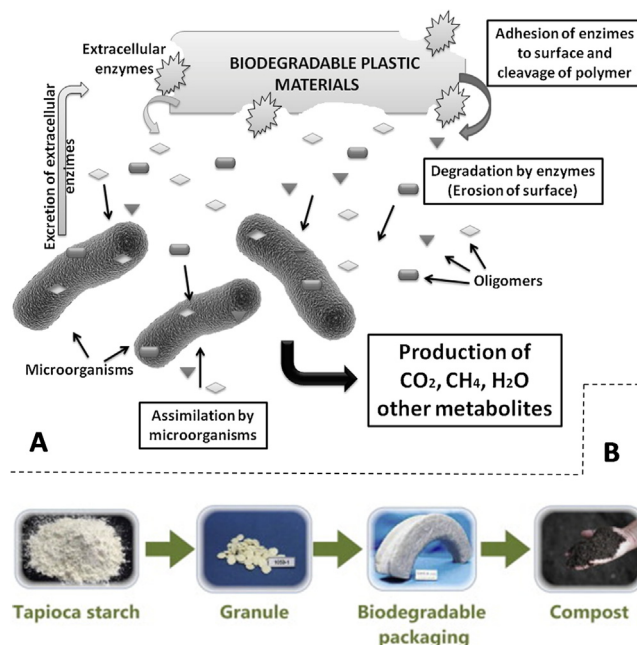 Extracellular
enzymes
BIODEGRADABLE PLASTIC
MATERIALS
Adhesion of enzimes
to surface and
cleavage of polymer
Excretion of extracellular
enzimes
Degradation by enzymes
(Erosion of surface)
Oligomers
Microorganisms
Assimilation by
microorganisms
Production of
CO₂, CH₄, H₂O
other metabolites
A
B
Tapioca starch
Granule
Biodegradable
packaging
Compost